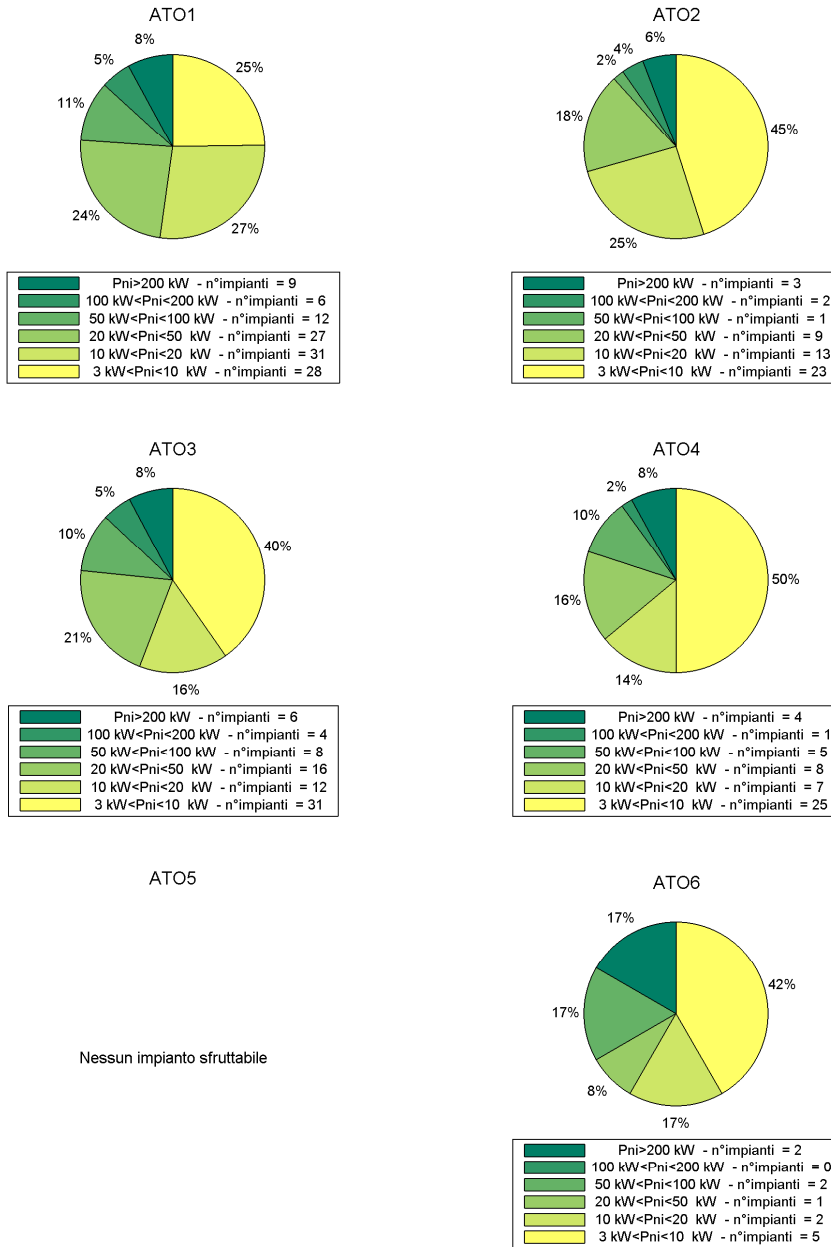 ATO1
8%
5%
11%
24%
27%
25%
Pni>200 kW - n°impianti = 9
100 kW<Pni<200 kW - n°impianti = 6
50 kW<Pni<100 kW - n°impianti = 12
20 kW<Pni<50 kW - n°impianti = 27
10 kW<Pni<20 kW - n°impianti = 31
3 kW<Pni<10 kW - n°impianti = 28
ATO2
6%
4%
2%
18%
25%
45%
Pni>200 kW - n°impianti = 3
100 kW<Pni<200 kW - n°impianti = 2
50 kW<Pni<100 kW - n°impianti = 1
20 kW<Pni<50 kW - n°impianti = 9
10 kW<Pni<20 kW - n°impianti = 13
3 kW<Pni<10 kW - n°impianti = 23
ATO3
8%
5%
10%
21%
16%
40%
Pni>200 kW - n°impianti = 6
100 kW<Pni<200 kW - n°impianti = 4
50 kW<Pni<100 kW - n°impianti = 8
20 kW<Pni<50 kW - n°impianti = 16
10 kW<Pni<20 kW - n°impianti = 12
3 kW<Pni<10 kW - n°impianti = 31
ATO4
8%
2%
10%
16%
14%
50%
Pni>200 kW - n°impianti = 4
100 kW<Pni<200 kW - n°impianti = 1
50 kW<Pni<100 kW - n°impianti = 5
20 kW<Pni<50 kW - n°impianti = 8
10 kW<Pni<20 kW - n°impianti = 7
3 kW<Pni<10 kW - n°impianti = 25
ATO5
Nessun impianto sfruttabile
ATO6
17%
17%
8%
17%
42%
Pni>200 kW - n°impianti = 2
100 kW<Pni<200 kW - n°impianti = 0
50 kW<Pni<100 kW - n°impianti = 2
20 kW<Pni<50 kW - n°impianti = 1
10 kW<Pni<20 kW - n°impianti = 2
3 kW<Pni<10 kW - n°impianti = 5